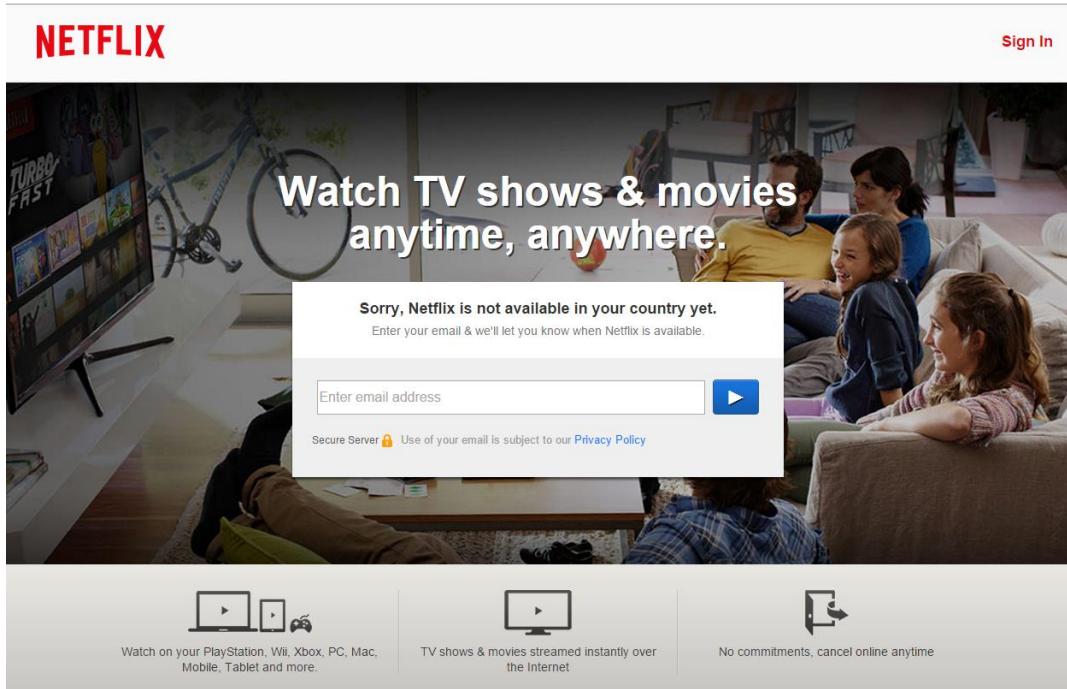 NETFLIX
Sign In
TURBO
FAST
Watch TV shows & movies
anytime, anywhere.
Sorry, Netflix is not available in your country yet.
Enter your email & we'll let you know when Netflix is available.
Enter email address
Secure Server Use of your email is subject to our Privacy Policy
Watch on your PlayStation, Wii, Xbox, PC, Mac,
Mobile, Tablet and more.
TV shows & movies streamed instantly over
the Internet
No commitments, cancel online anytime